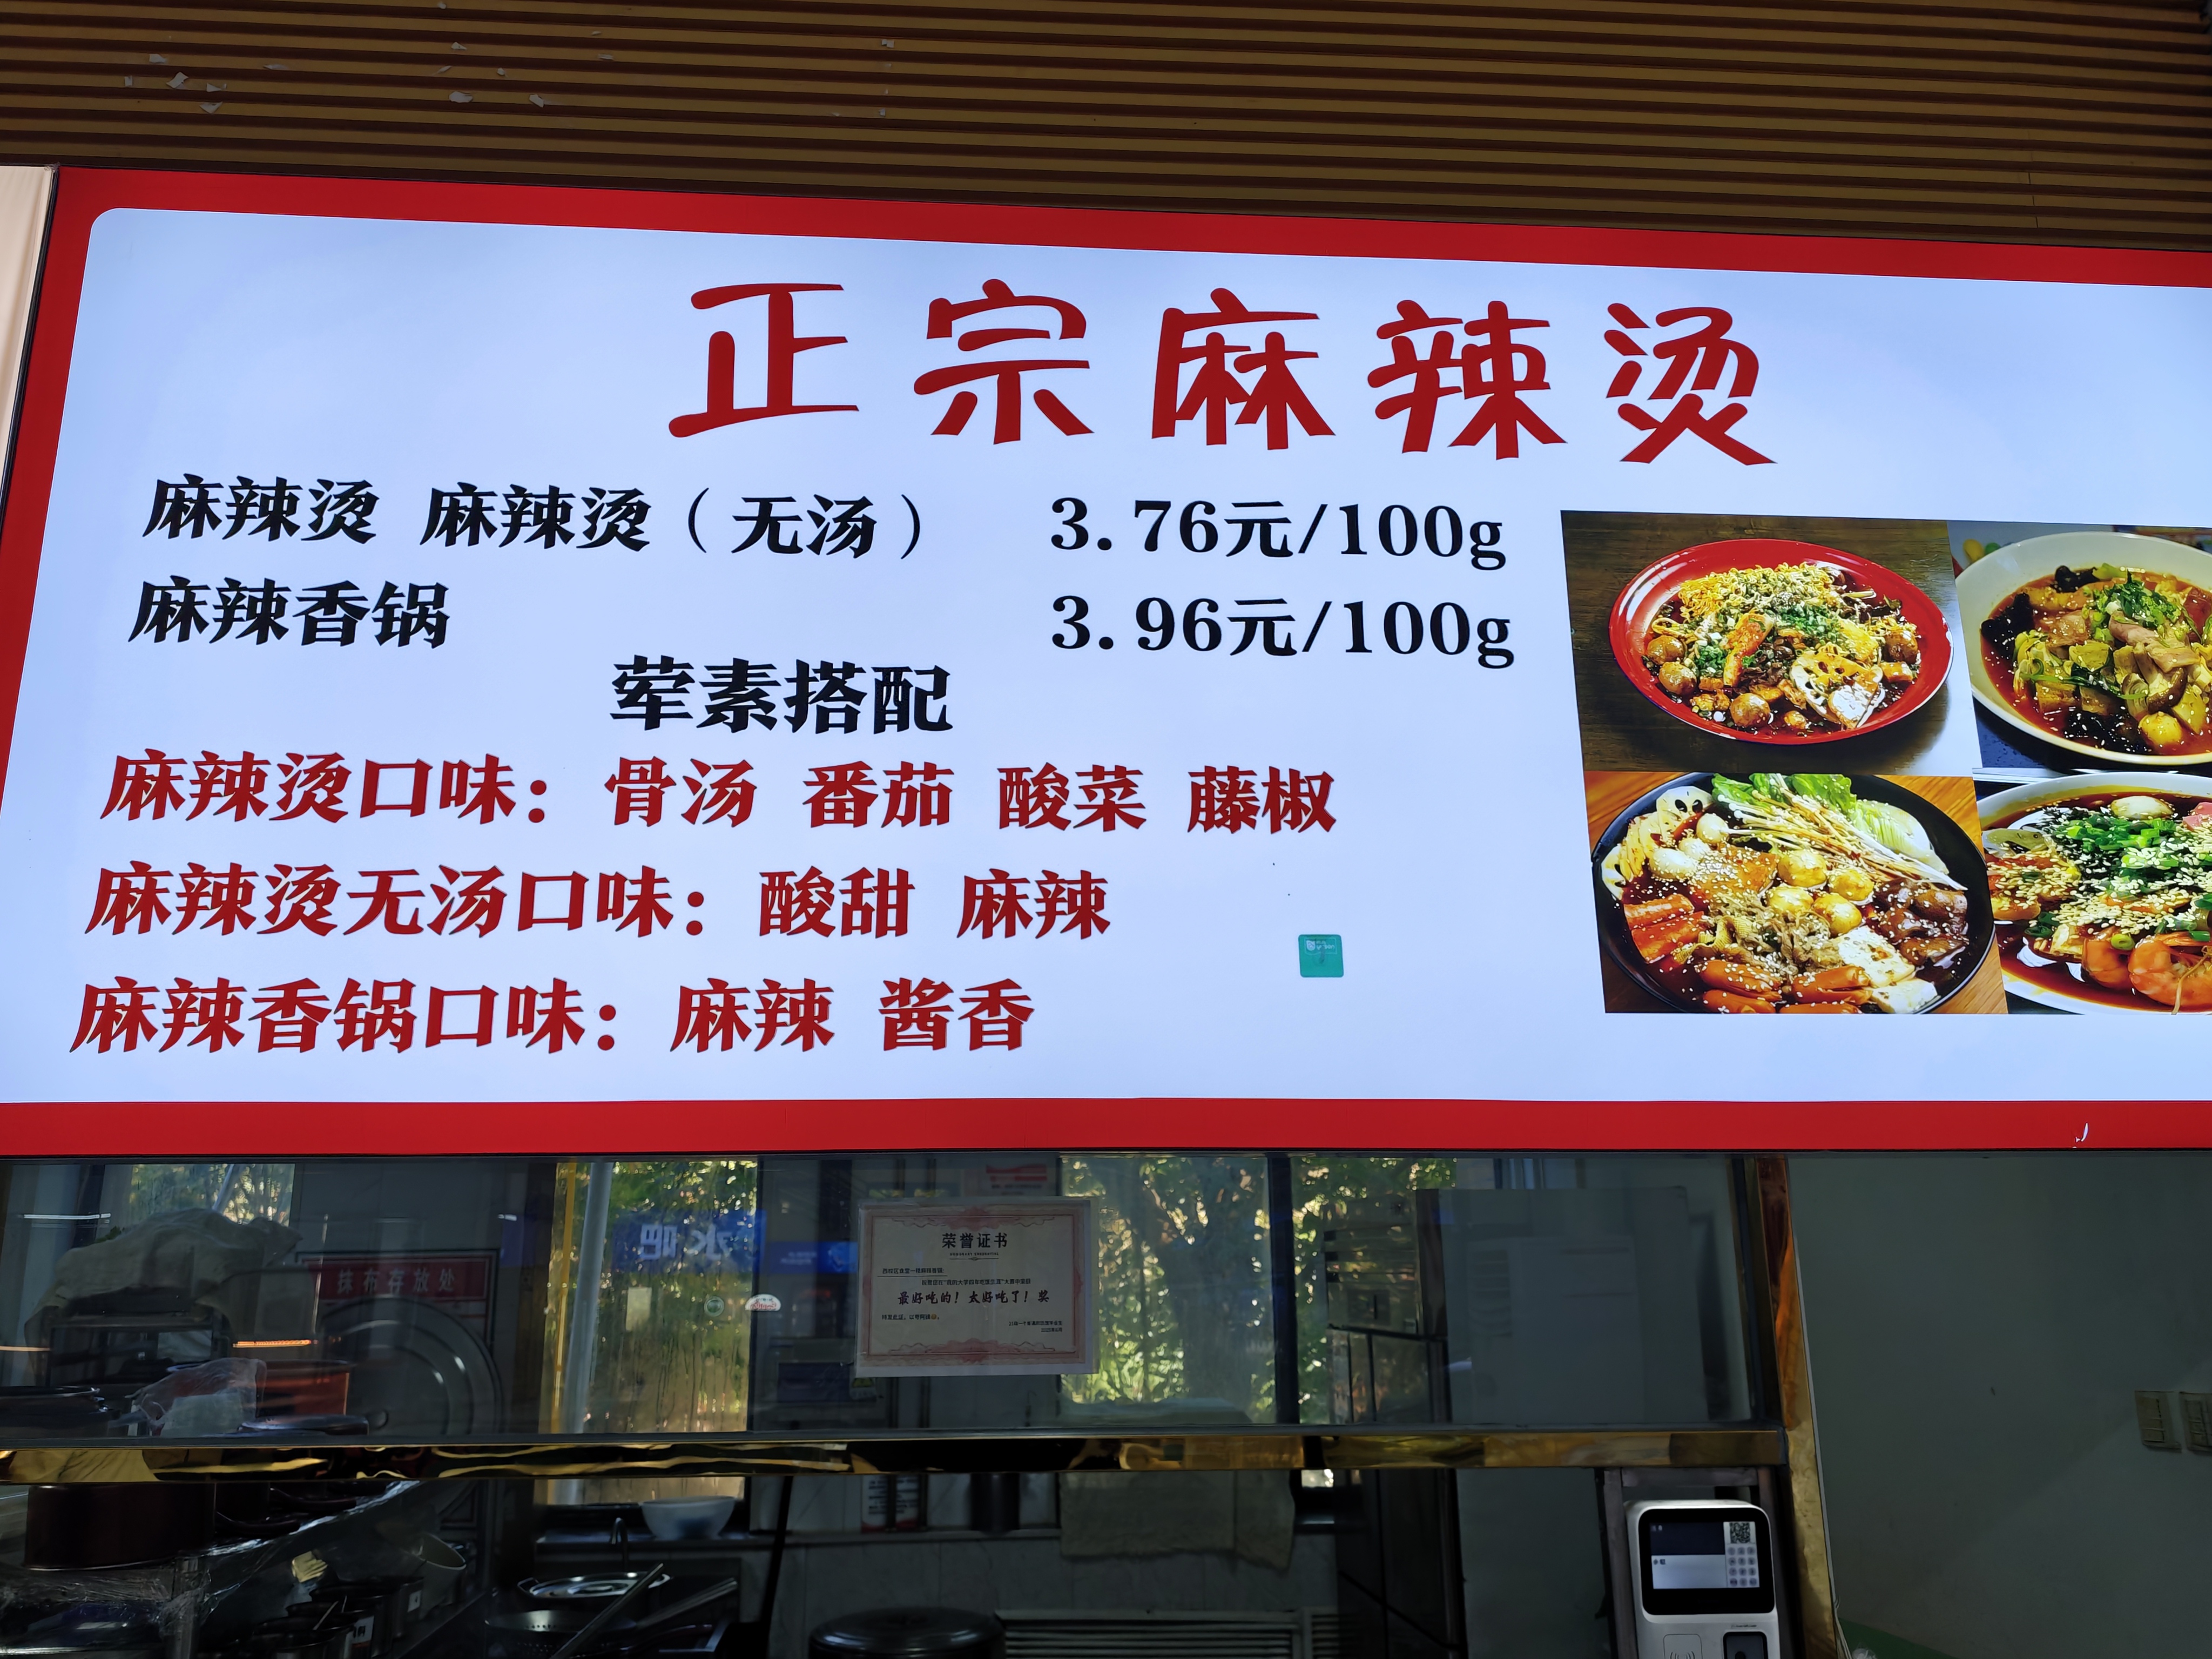 正宗麻辣烫
麻辣烫 麻辣烫（无汤） 3.76元/100g
麻辣香锅 3.96元/100g
荤素搭配
麻辣烫口味：骨汤 番茄 酸菜 藤椒
麻辣烫无汤口味：酸甜 麻辣
麻辣香锅口味：麻辣 酱香
水吧
抹布存放处
荣誉证书
最好吃的！太好吃了！奖